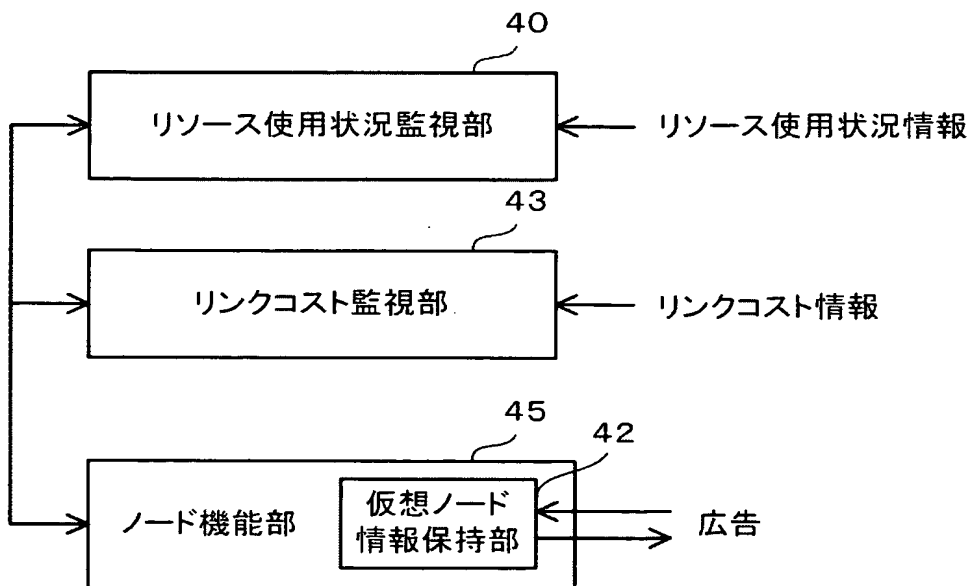 40
リソース使用状況監視部
リソース使用状況情報
43
リンクコスト監視部
リンクコスト情報
45
42
ノード機能部
仮想ノード
情報保持部
広告